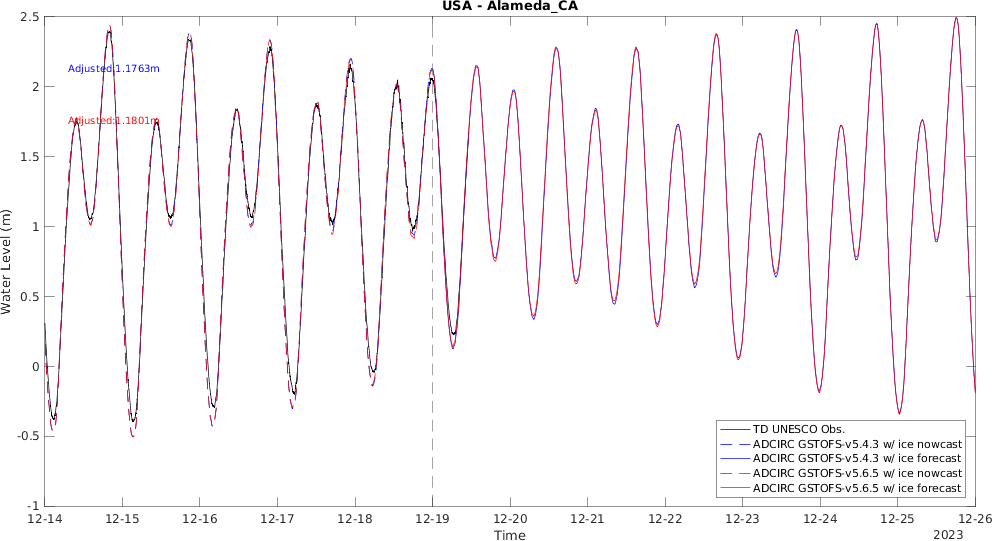 USA - Alameda_CA
2.5
2
1.5
1
0.5
0
-0.5
-1
Water Level (m)
Adjusted:1.1763m
Adjusted:1.1801m
TD UNESCO Obs.
ADCIRC GSTOFS-v5.4.3 w/ ice nowcast
ADCIRC GSTOFS-v5.4.3 w/ ice forecast
ADCIRC GSTOFS-v5.6.5 w/ ice nowcast
ADCIRC GSTOFS-v5.6.5 w/ ice forecast
12-14 12-15 12-16 12-17 12-18 12-19 12-20 12-21 12-22 12-23 12-24 12-25 12-26
Time
2023